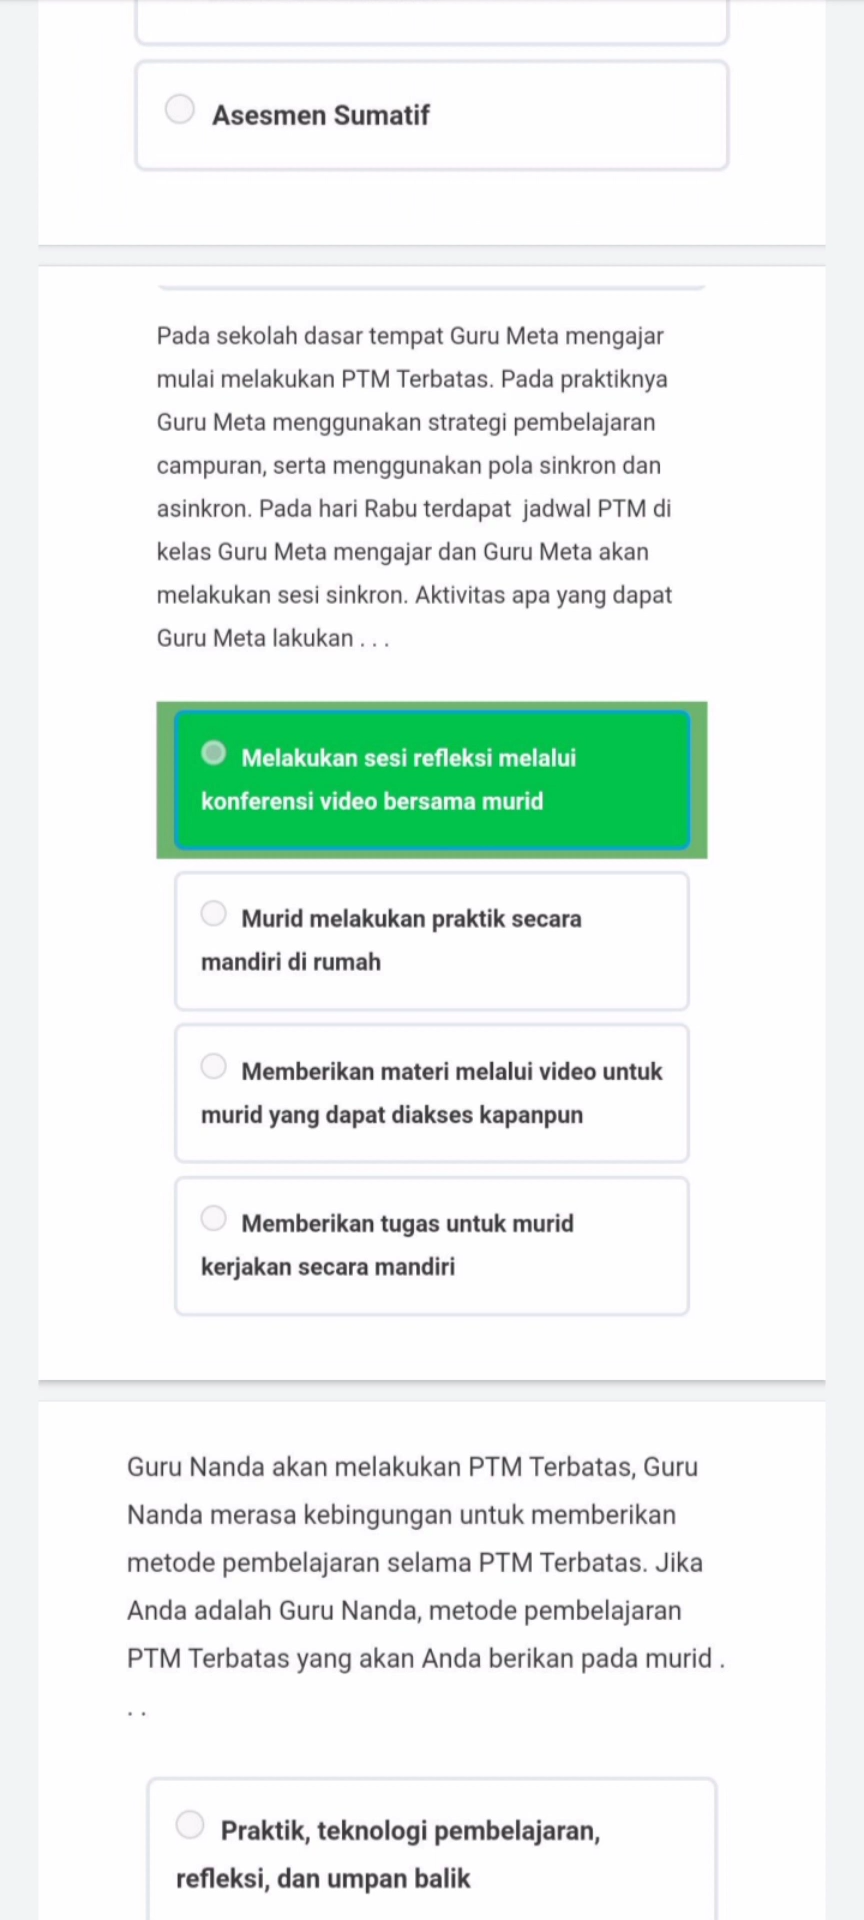 Asesmen Sumatif
Pada sekolah dasar tempat Guru Meta mengajar
mulai melakukan PTM Terbatas. Pada praktiknya
Guru Meta menggunakan strategi pembelajaran
campuran, serta menggunakan pola sinkron dan
asinkron. Pada hari Rabu terdapat jadwal PTM di
kelas Guru Meta mengajar dan Guru Meta akan
melakukan sesi sinkron. Aktivitas apa yang dapat
Guru Meta lakukan . . .
Melakukan sesi refleksi melalui
konferensi video bersama murid
Murid melakukan praktik secara
mandiri di rumah
Memberikan materi melalui video untuk
murid yang dapat diakses kapanpun
Memberikan tugas untuk murid
kerjakan secara mandiri
Guru Nanda akan melakukan PTM Terbatas, Guru
Nanda merasa kebingungan untuk memberikan
metode pembelajaran selama PTM Terbatas. Jika
Anda adalah Guru Nanda, metode pembelajaran
PTM Terbatas yang akan Anda berikan pada murid .
. .
Praktik, teknologi pembelajaran,
refleksi, dan umpan balik